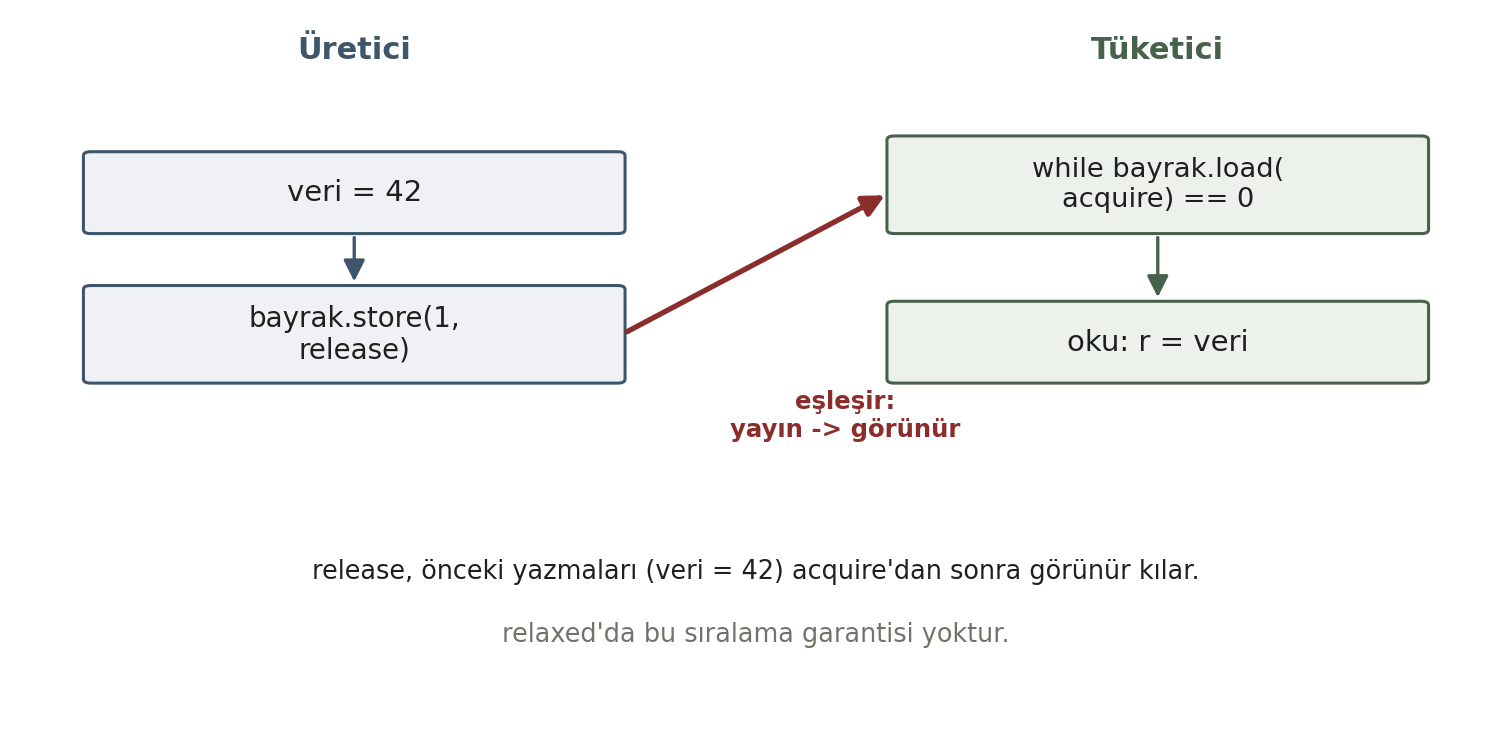 Üretici
veri = 42
bayrak.store(1,
release)
Tüketici
while bayrak.load(
acquire) == 0
oku: r = veri
eşleşir:
yayın -> görünür
release, önceki yazmaları (veri = 42) acquire'dan sonra görünür kılar.
relaxed'da bu sıralama garantisi yoktur.